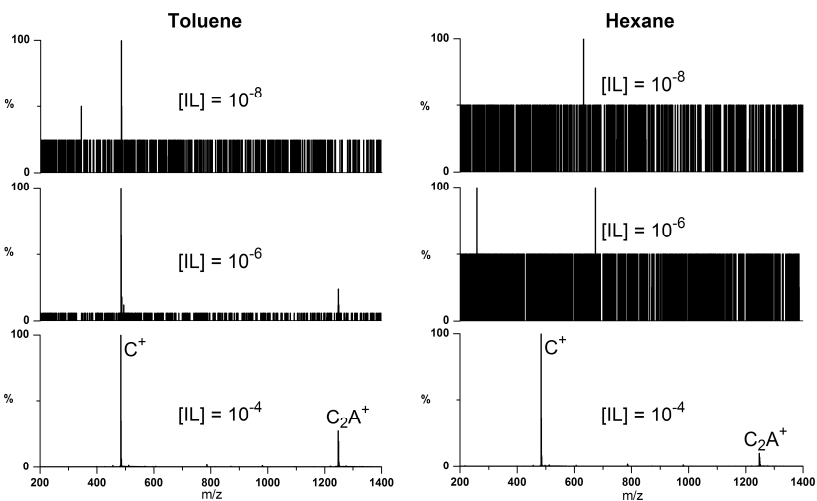 Toluene
Hexane
100
%
0
[IL] = 10⁻⁸
100
%
0
[IL] = 10⁻⁸
100
%
0
[IL] = 10⁻⁶
100
%
0
[IL] = 10⁻⁶
100
%
0
C⁺
[IL] = 10⁻⁴
C₂A⁺
200 400 600 800 1000 1200 1400
m/z
100
%
0
C⁺
[IL] = 10⁻⁴
C₂A⁺
200 400 600 800 1000 1200 1400
m/z